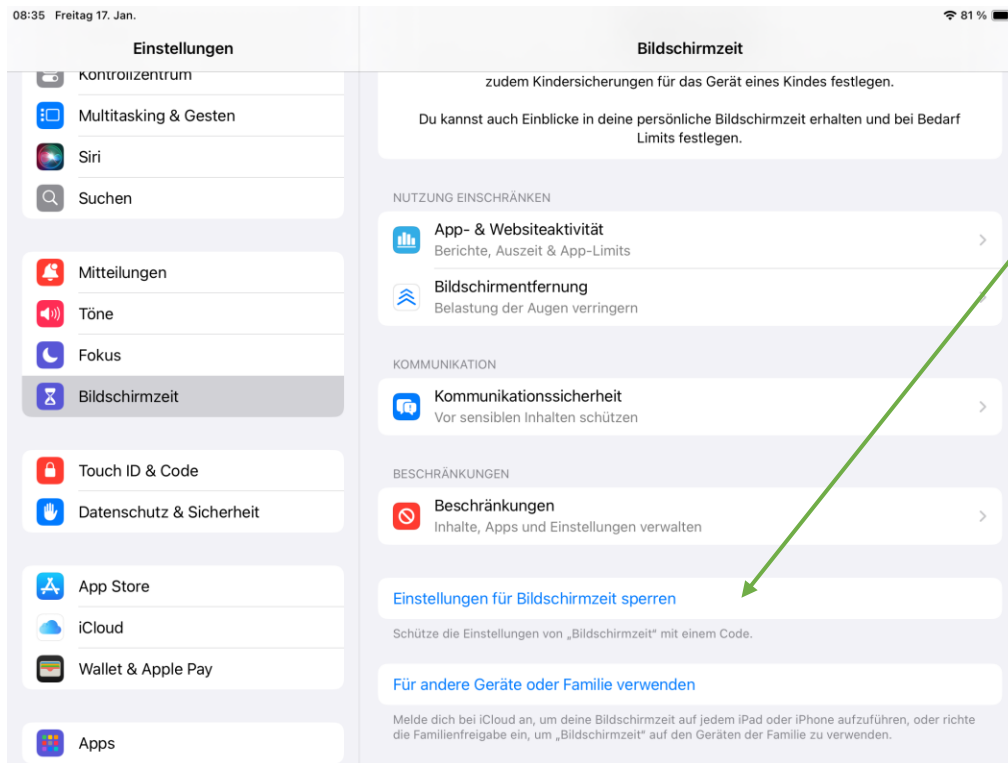 08:35 Freitag 17. Jan.
81 %
Einstellungen
Kontrollzentrum
Multitasking & Gesten
Siri
Suchen
Mitteilungen
Töne
Fokus
Bildschirmzeit
Touch ID & Code
Datenschutz & Sicherheit
App Store
iCloud
Wallet & Apple Pay
Apps
Bildschirmzeit
zudem Kindersicherungen für das Gerät eines Kindes festlegen.
Du kannst auch Einblicke in deine persönliche Bildschirmzeit erhalten und bei Bedarf
Limits festlegen.
NUTZUNG EINSCHRÄNKEN
App- & Websiteaktivität
Berichte, Auszeit & App-Limits
Bildschirmentfernung
Belastung der Augen verringern
KOMMUNIKATION
Kommunikationssicherheit
Vor sensiblen Inhalten schützen
BESCHRÄNKUNGEN
Beschränkungen
Inhalte, Apps und Einstellungen verwalten
Einstellungen für Bildschirmzeit sperren
Schütze die Einstellungen von „Bildschirmzeit“ mit einem Code.
Für andere Geräte oder Familie verwenden
Melde dich bei iCloud an, um deine Bildschirmzeit auf jedem iPad oder iPhone aufzuführen, oder richte
die Familienfreigabe ein, um „Bildschirmzeit“ auf den Geräten der Familie zu verwenden.